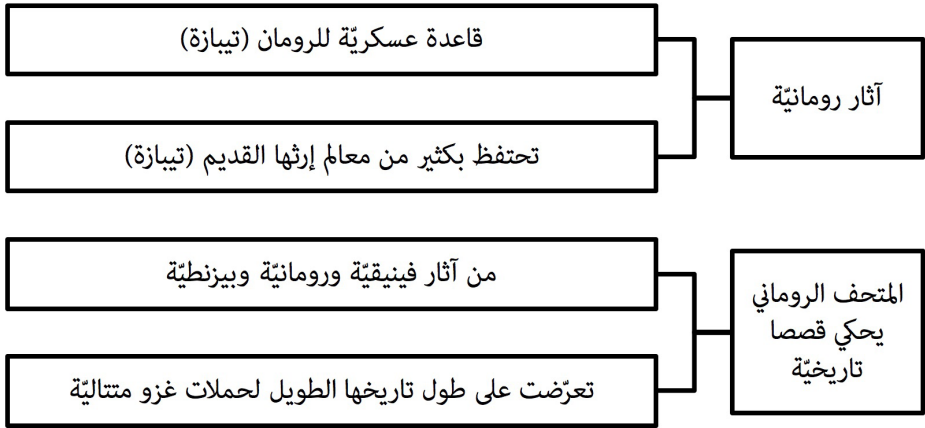 آثار رومانيّة
قاعدة عسكريّة للرومان (تيبازة)
تحتفظ بكثير من معالم إرثها القديم (تيبازة)
المتحف الروماني
يحكي قصصا
تاريخيّة
من آثار فينيقيّة ورومانيّة وبيزنطيّة
تعرّضت على طول تاريخها الطويل لحملات غزو متتاليّة